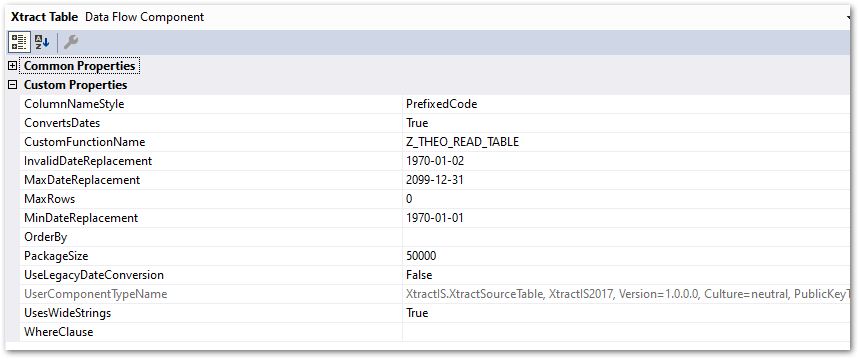 Xtract Table Data Flow Component
Common Properties
Custom Properties
ColumnNameStyle PrefixedCode
ConvertsDates True
CustomFunctionName Z_THEO_READ_TABLE
InvalidDateReplacement 1970-01-02
MaxDateReplacement 2099-12-31
MaxRows 0
MinDateReplacement 1970-01-01
OrderBy
PackageSize 50000
UseLegacyDateConversion False
UserComponentTypeName XtractIS.XtractSourceTable, XtractIS2017, Version=1.0.0.0, Culture=neutral, PublicKeyT
UsesWideStrings True
WhereClause